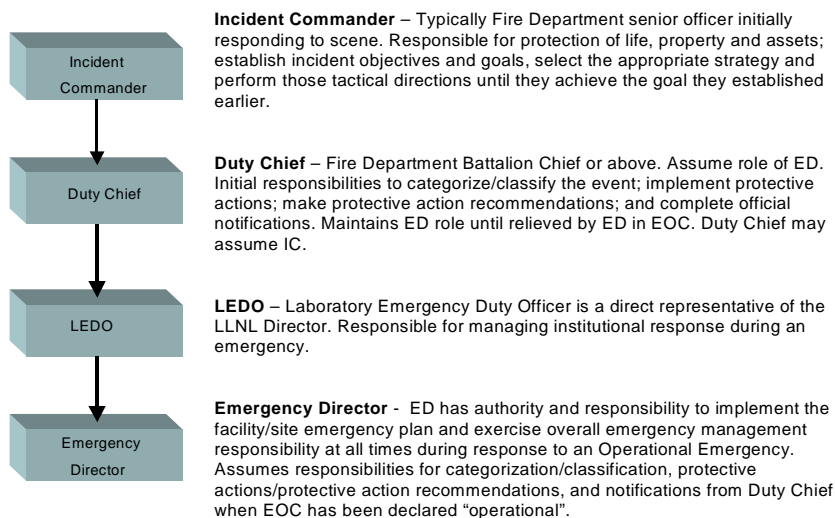 Incident
Commander
Incident Commander – Typically Fire Department senior officer initially
responding to scene. Responsible for protection of life, property and assets;
establish incident objectives and goals, select the appropriate strategy and
perform those tactical directions until they achieve the goal they established
earlier.
Duty Chief
Duty Chief – Fire Department Battalion Chief or above. Assume role of ED.
Initial responsibilities to categorize/classify the event; implement protective
actions; make protective action recommendations; and complete official
notifications. Maintains ED role until relieved by ED in EOC. Duty Chief may
assume IC.
LEDO
LEDO – Laboratory Emergency Duty Officer is a direct representative of the
LLNL Director. Responsible for managing institutional response during an
emergency.
Emergency
Director
Emergency Director - ED has authority and responsibility to implement the
facility/site emergency plan and exercise overall emergency management
responsibility at all times during response to an Operational Emergency.
Assumes responsibilities for categorization/classification, protective
actions/protective action recommendations, and notifications from Duty Chief
when EOC has been declared “operational”.